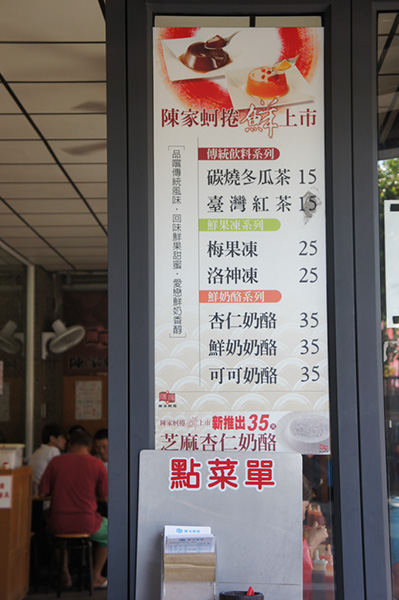 陳家蚵捲鮮上市
[品嚐傳統風味．回味鮮果甜蜜．愛戀鮮奶香醇]
傳統飲料系列
碳燒冬瓜茶 15
臺灣紅茶 15
鮮果凍系列
梅果凍 25
洛神凍 25
鮮奶酪系列
杏仁奶酪 35
鮮奶奶酪 35
可可奶酪 35
陳家蚵捲鮮上市 新推出35元
芝麻杏仁奶酪
點菜單
陳家